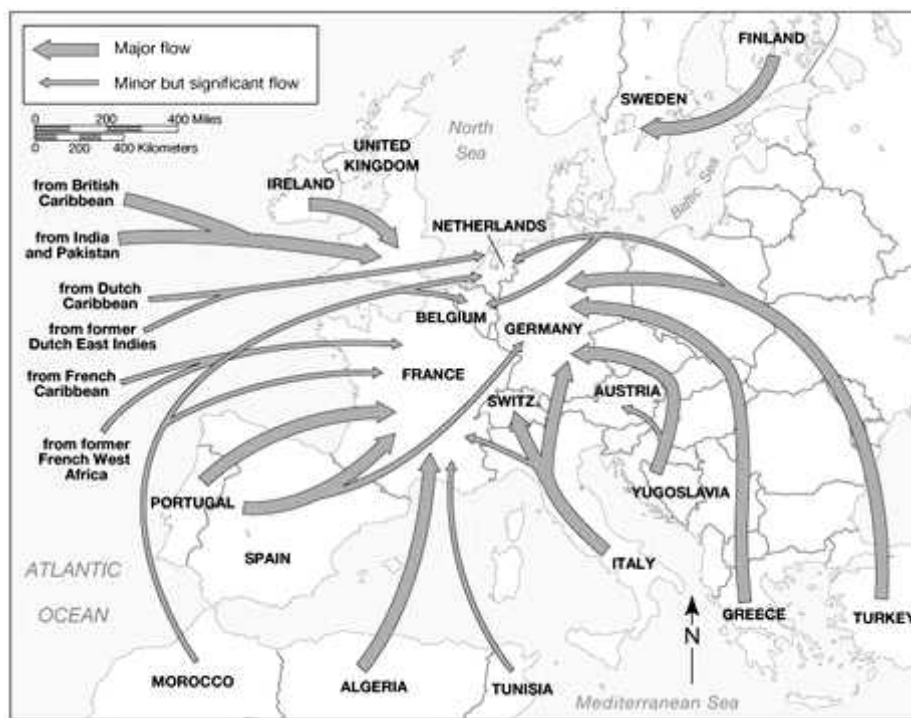 Major flow
Minor but significant flow
0 200 400 Miles
0 200 400 Kilometers
FINLAND
SWEDEN
North
Sea
Baltic Sea
UNITED
KINGDOM
IRELAND
from British
Caribbean
NETHERLANDS
from India
and Pakistan
from Dutch
Caribbean
BELGIUM
GERMANY
from former
Dutch East Indies
from French
Caribbean
FRANCE
SWITZ.
AUSTRIA
from former
French West
Africa
PORTUGAL
YUGOSLAVIA
SPAIN
ITALY
ATLANTIC
OCEAN
N
GREECE
TURKEY
MOROCCO
ALGERIA
TUNISIA
Mediterranean Sea